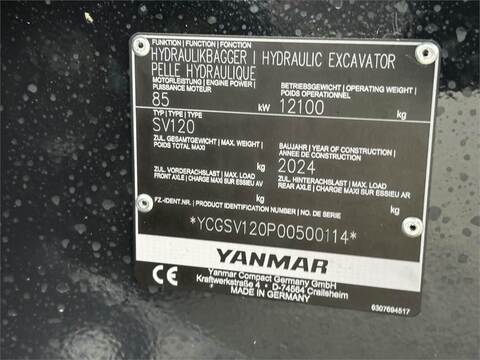 FUNKTION | FUNCTION | FONCTION
HYDRAULIKBAGGER | HYDRAULIC EXCAVATOR
PELLE HYDRAULIQUE
MOTORLEISTUNG | ENGINE POWER |
PUISSANCE MOTEUR
BETRIEBSGEWICHT | OPERATING WEIGHT |
POIDS OPERATIONNEL
85 kW 12100 kg
TYP | TYPE | TYPE
SV120
ZUL. GESAMTGEWICHT | MAX. WEIGHT |
POIDS TOTAL MAXI
kg
BAUJAHR | YEAR OF CONSTRUCTION |
ANNEE DE CONSTRUCTION
2024
ZUL. VORDERACHSLAST | MAX. LOAD
FRONT AXLE | CHARGE MAXI SUR ESSIEU AV
kg
ZUL. HINTERACHSLAST | MAX. LOAD
REAR AXLE | CHARGE MAXI SUR ESSIEU AR
kg
FZ.-IDENT.NR. | PRODUCT IDENTIFICATION NUMBER | NO. DE SERIE
*YCGSV120P00500114*
YANMAR
CE
Yanmar Compact Germany GmbH
Kraftwerkstraße 4 • D-74564 Crailsheim
MADE IN GERMANY
6307694517